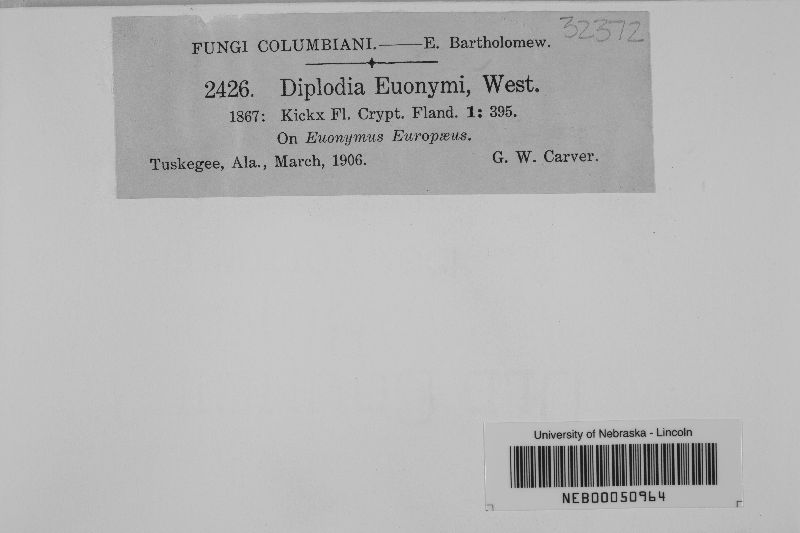 32372
FUNGI COLUMBIANI.——E. Bartholomew.
2426. Diplodia Euonymi, West.
1867: Kickx Fl. Crypt. Fland. 1: 395.
On Euonymus Europæus.
Tuskegee, Ala., March, 1906. G. W. Carver.
University of Nebraska - Lincoln
NEB00050964